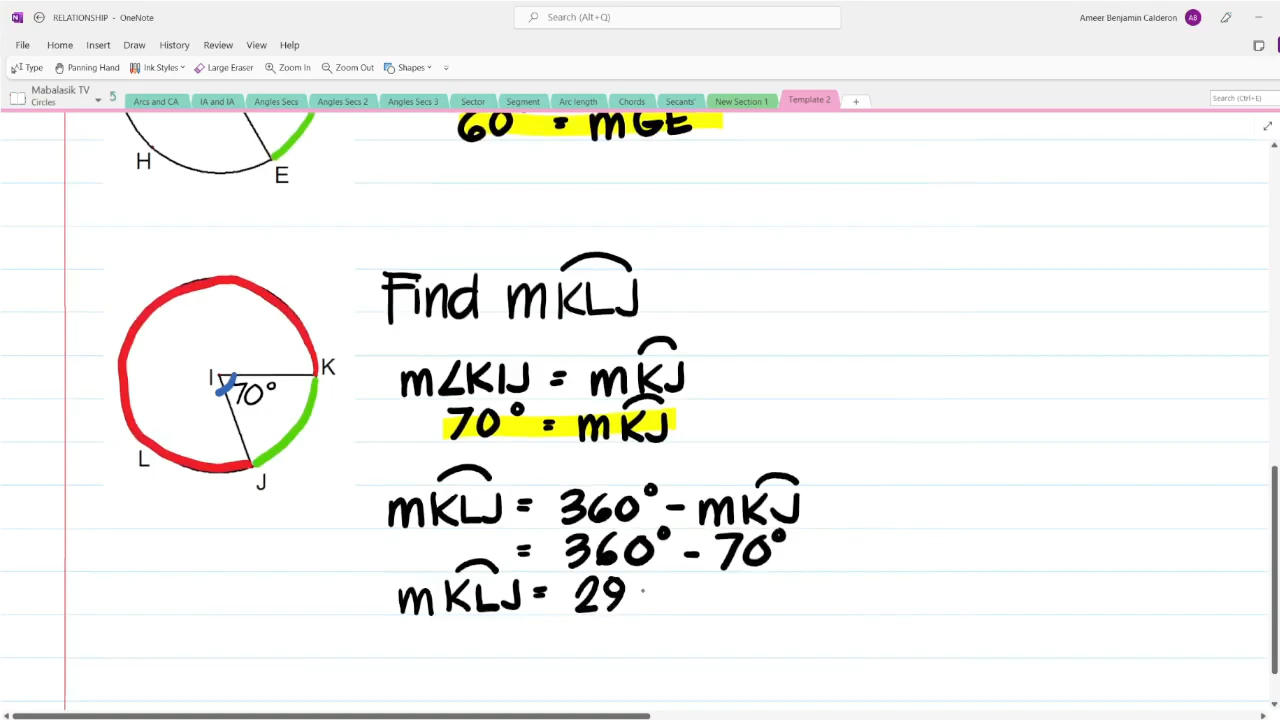 RELATIONSHIP - OneNote
Search (Alt+Q)
Ameer Benjamin Calderon AB
File Home Insert Draw History Review View Help
Type Panning Hand Ink Styles Large Eraser Zoom In Zoom Out Shapes
Mabalasik TV
Circles
5 Arcs and CA IA and IA Angles Secs Angles Secs 2 Angles Secs 3 Sector Segment Arc length Chords Secants' New Section 1 Template 2 +
Search (Ctrl+E)
60° = mGE
H
E
Find mKLJ
K
I
70°
L
J
m∠KIJ = mKJ
70° = mKJ
mKLJ = 360° - mKJ
= 360° - 70°
mKLJ = 29